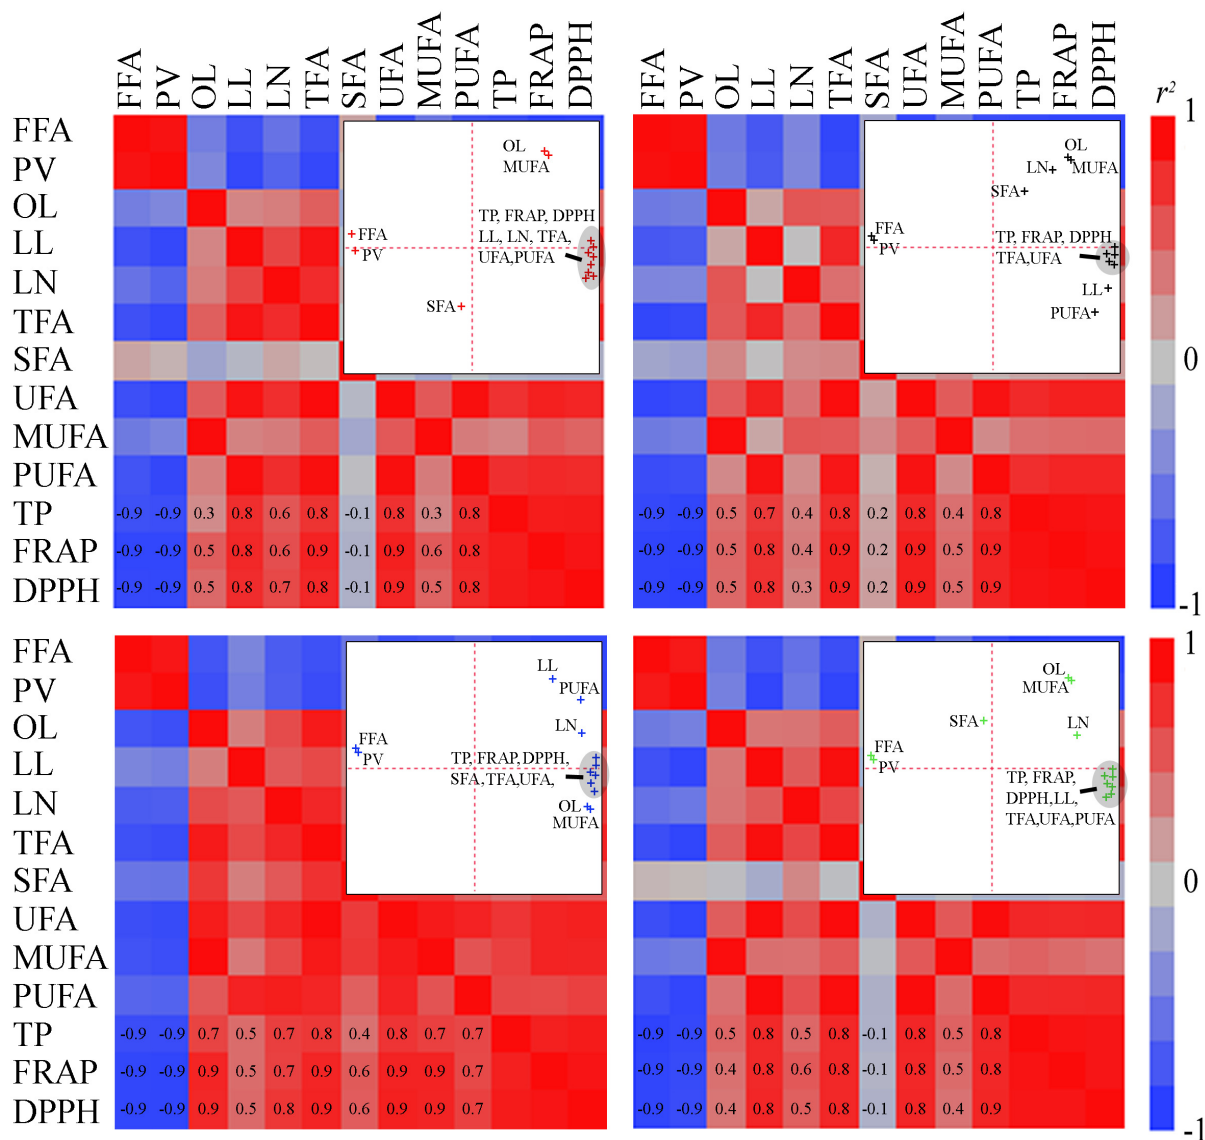 FFA PV OL LL LN TFA SFA UFA MUFA PUFA TP FRAP DPPH
FFA PV OL LL LN TFA SFA UFA MUFA PUFA TP FRAP DPPH
r²
1
0
-1
FFA
PV
OL
LL
LN
TFA
SFA
UFA
MUFA
PUFA
TP
FRAP
DPPH
OL
MUFA
TP, FRAP, DPPH
LL, LN, TFA,
UFA,PUFA
FFA
PV
SFA
-0.9 -0.9 0.3 0.8 0.6 0.8 -0.1 0.8 0.3 0.8
-0.9 -0.9 0.5 0.8 0.6 0.9 -0.1 0.9 0.6 0.8
-0.9 -0.9 0.5 0.8 0.7 0.8 -0.1 0.9 0.5 0.8
OL
LN
MUFA
SFA
FFA
PV
TP, FRAP, DPPH
TFA,UFA
LL
PUFA
-0.9 -0.9 0.5 0.7 0.4 0.8 0.2 0.8 0.4 0.8
-0.9 -0.9 0.5 0.8 0.4 0.9 0.2 0.9 0.5 0.9
-0.9 -0.9 0.5 0.8 0.3 0.9 0.2 0.9 0.5 0.9
FFA
PV
OL
LL
LN
TFA
SFA
UFA
MUFA
PUFA
TP
FRAP
DPPH
LL
PUFA
LN
FFA
PV
TP, FRAP,DPPH,
SFA,TFA,UFA,
OL
MUFA
-0.9 -0.9 0.7 0.5 0.7 0.8 0.4 0.8 0.7 0.7
-0.9 -0.9 0.9 0.5 0.7 0.9 0.6 0.9 0.9 0.7
-0.9 -0.9 0.9 0.5 0.8 0.9 0.6 0.9 0.9 0.7
OL
MUFA
SFA
LN
FFA
PV
TP, FRAP,
DPPH,LL,
TFA,UFA,PUFA
-0.9 -0.9 0.5 0.8 0.5 0.8 -0.1 0.8 0.5 0.8
-0.9 -0.9 0.4 0.8 0.6 0.8 -0.1 0.8 0.5 0.8
-0.9 -0.9 0.4 0.8 0.5 0.8 -0.1 0.8 0.4 0.9
1
0
-1